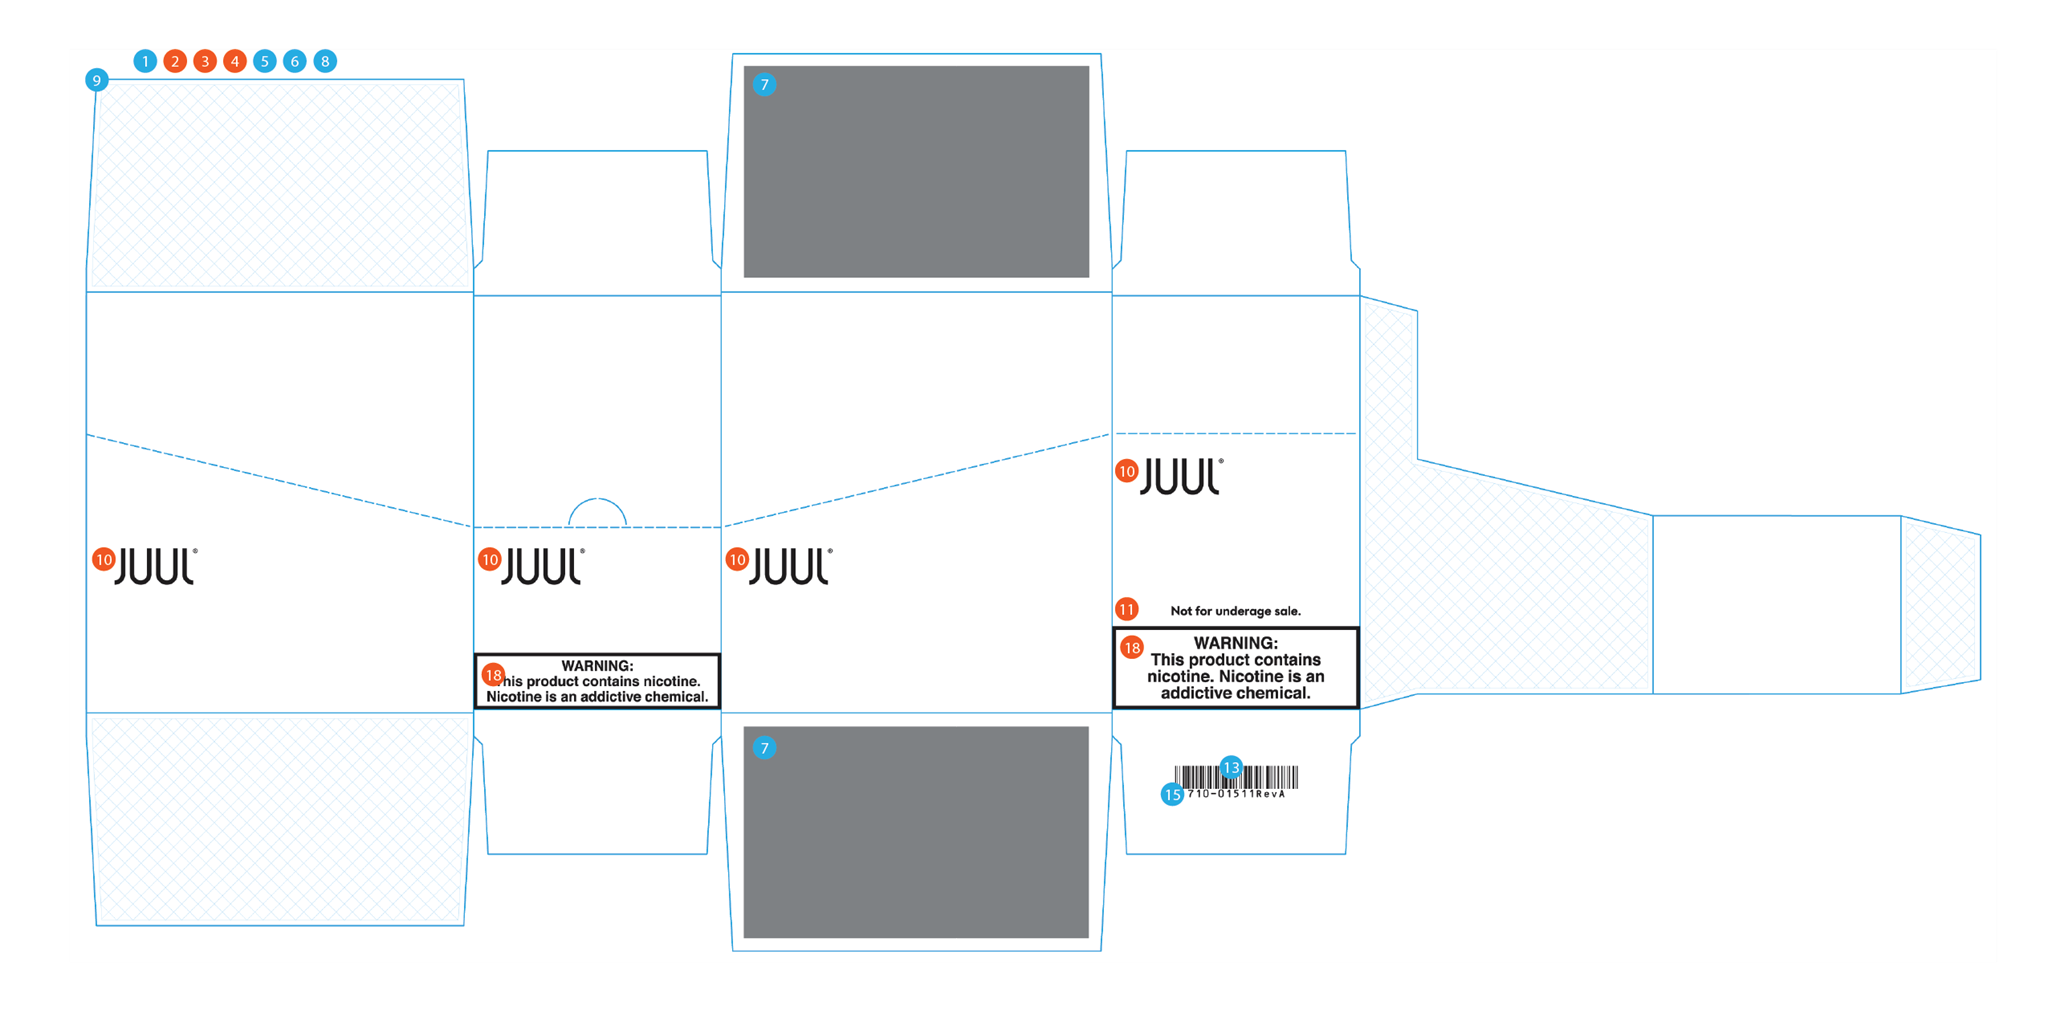 1 2 3 4 5 6 8
9
7
10 JUUL®
10 JUUL®
10 JUUL®
10 JUUL®
11 Not for underage sale.
18 WARNING:
This product contains
nicotine. Nicotine is an
addictive chemical.
18 WARNING:
This product contains nicotine.
Nicotine is an addictive chemical.
7
13
15 710-01511RevA